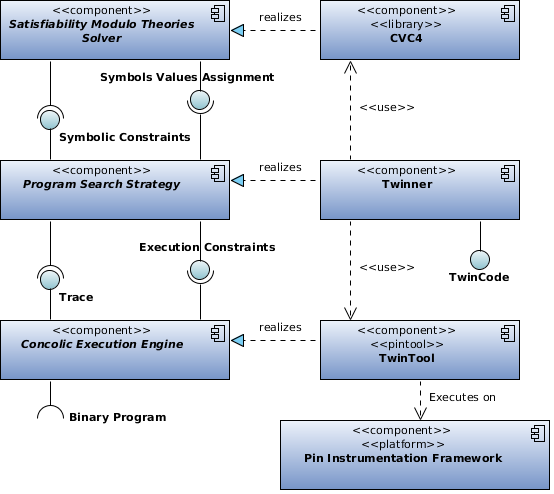 <<component>>
Satisfiability Modulo Theories
Solver
realizes
<<component>>
<<library>>
CVC4
Symbols Values Assignment
Symbolic Constraints
<<use>>
<<component>>
Program Search Strategy
realizes
<<component>>
Twinner
Execution Constraints
Trace
<<use>>
TwinCode
<<component>>
Concolic Execution Engine
realizes
<<component>>
<<pintool>>
TwinTool
Binary Program
Executes on
<<component>>
<<platform>>
Pin Instrumentation Framework